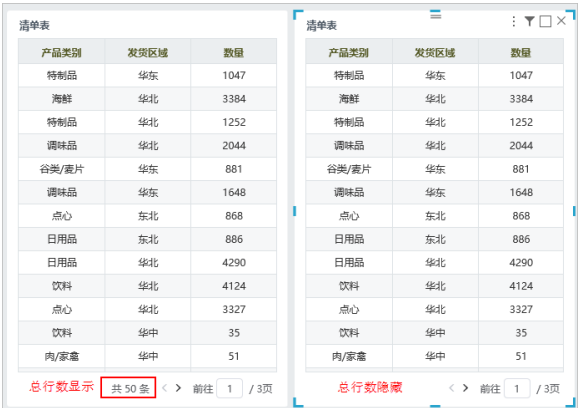 清单表
产品类别 发货区域 数量
特制品 华东 1047
海鲜 华北 3384
特制品 华北 1252
调味品 华北 2044
谷类/麦片 华东 881
调味品 华东 1648
点心 东北 868
日用品 东北 886
日用品 华北 4290
饮料 华北 4124
点心 华北 3327
饮料 华中 35
肉/家禽 华中 51
总行数显示 共 50 条 < > 前往 1 / 3页
清单表
产品类别 发货区域 数量
特制品 华东 1047
海鲜 华北 3384
特制品 华北 1252
调味品 华北 2044
谷类/麦片 华东 881
调味品 华东 1648
点心 东北 868
日用品 东北 886
日用品 华北 4290
饮料 华北 4124
点心 华北 3327
饮料 华中 35
肉/家禽 华中 51
总行数隐藏 < > 前往 1 / 3页